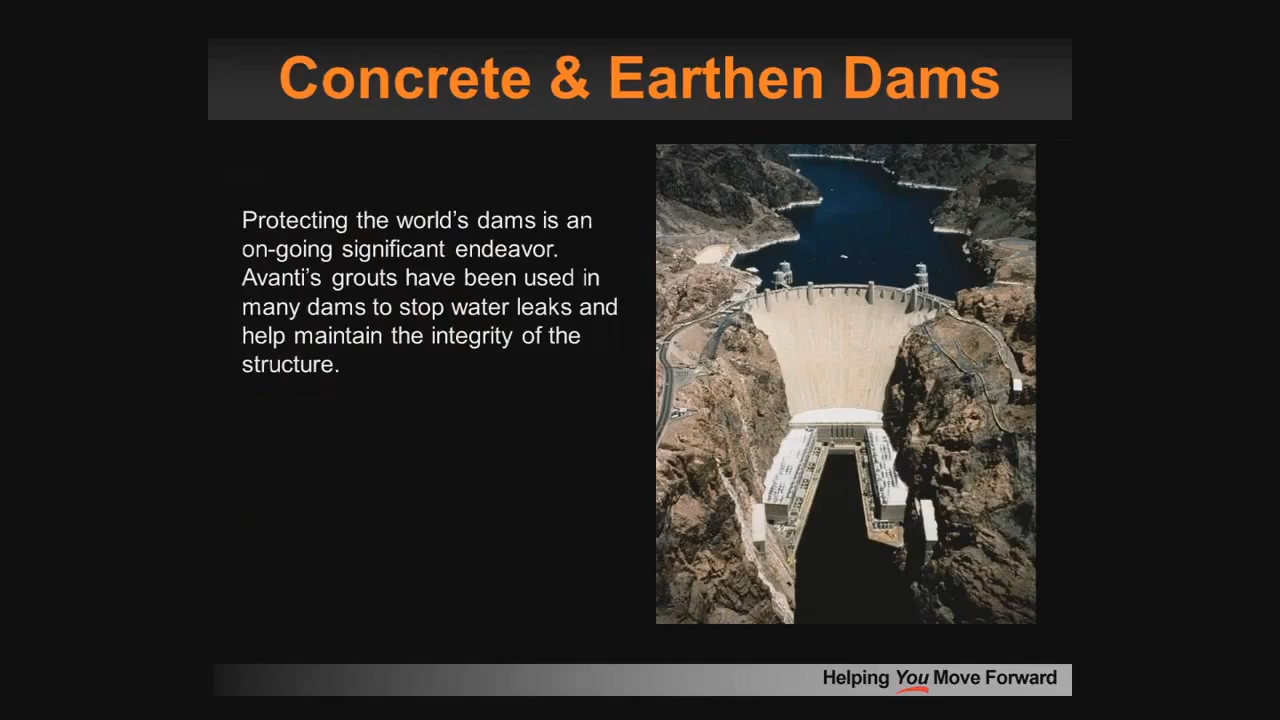 Concrete & Earthen Dams
Protecting the world’s dams is an
on-going significant endeavor.
Avanti’s grouts have been used in
many dams to stop water leaks and
help maintain the integrity of the
structure.
Helping You Move Forward